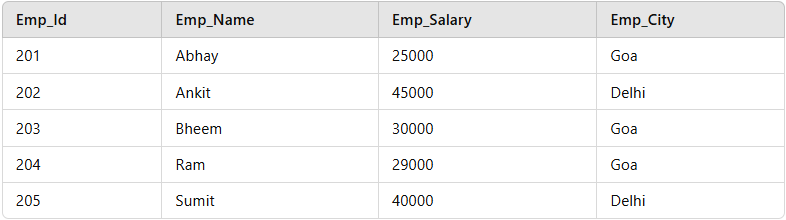 Emp_Id Emp_Name Emp_Salary Emp_City
201 Abhay 25000 Goa
202 Ankit 45000 Delhi
203 Bheem 30000 Goa
204 Ram 29000 Goa
205 Sumit 40000 Delhi